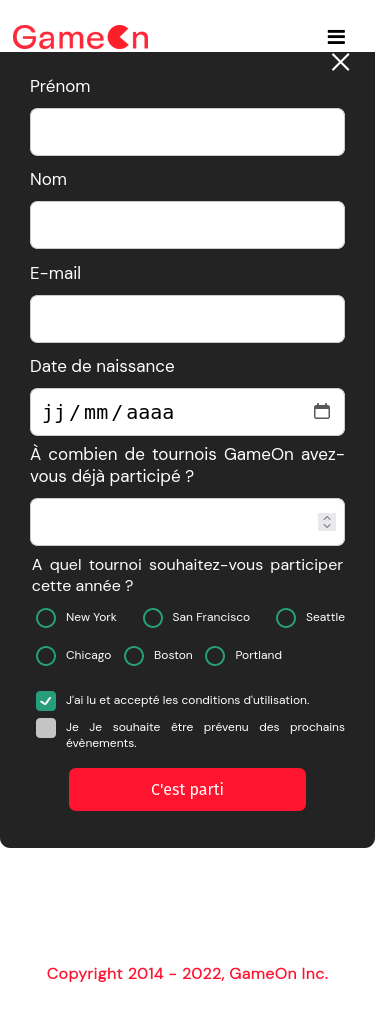 GameOn
Prénom
Nom
E-mail
Date de naissance
jj/mm/aaaa
À combien de tournois GameOn avez-
vous déjà participé ?
A quel tournoi souhaitez-vous participer
cette année ?
New York San Francisco Seattle
Chicago Boston Portland
J'ai lu et accepté les conditions d'utilisation.
Je Je souhaite être prévenu des prochains
évènements.
C'est parti
Copyright 2014 - 2022, GameOn Inc.